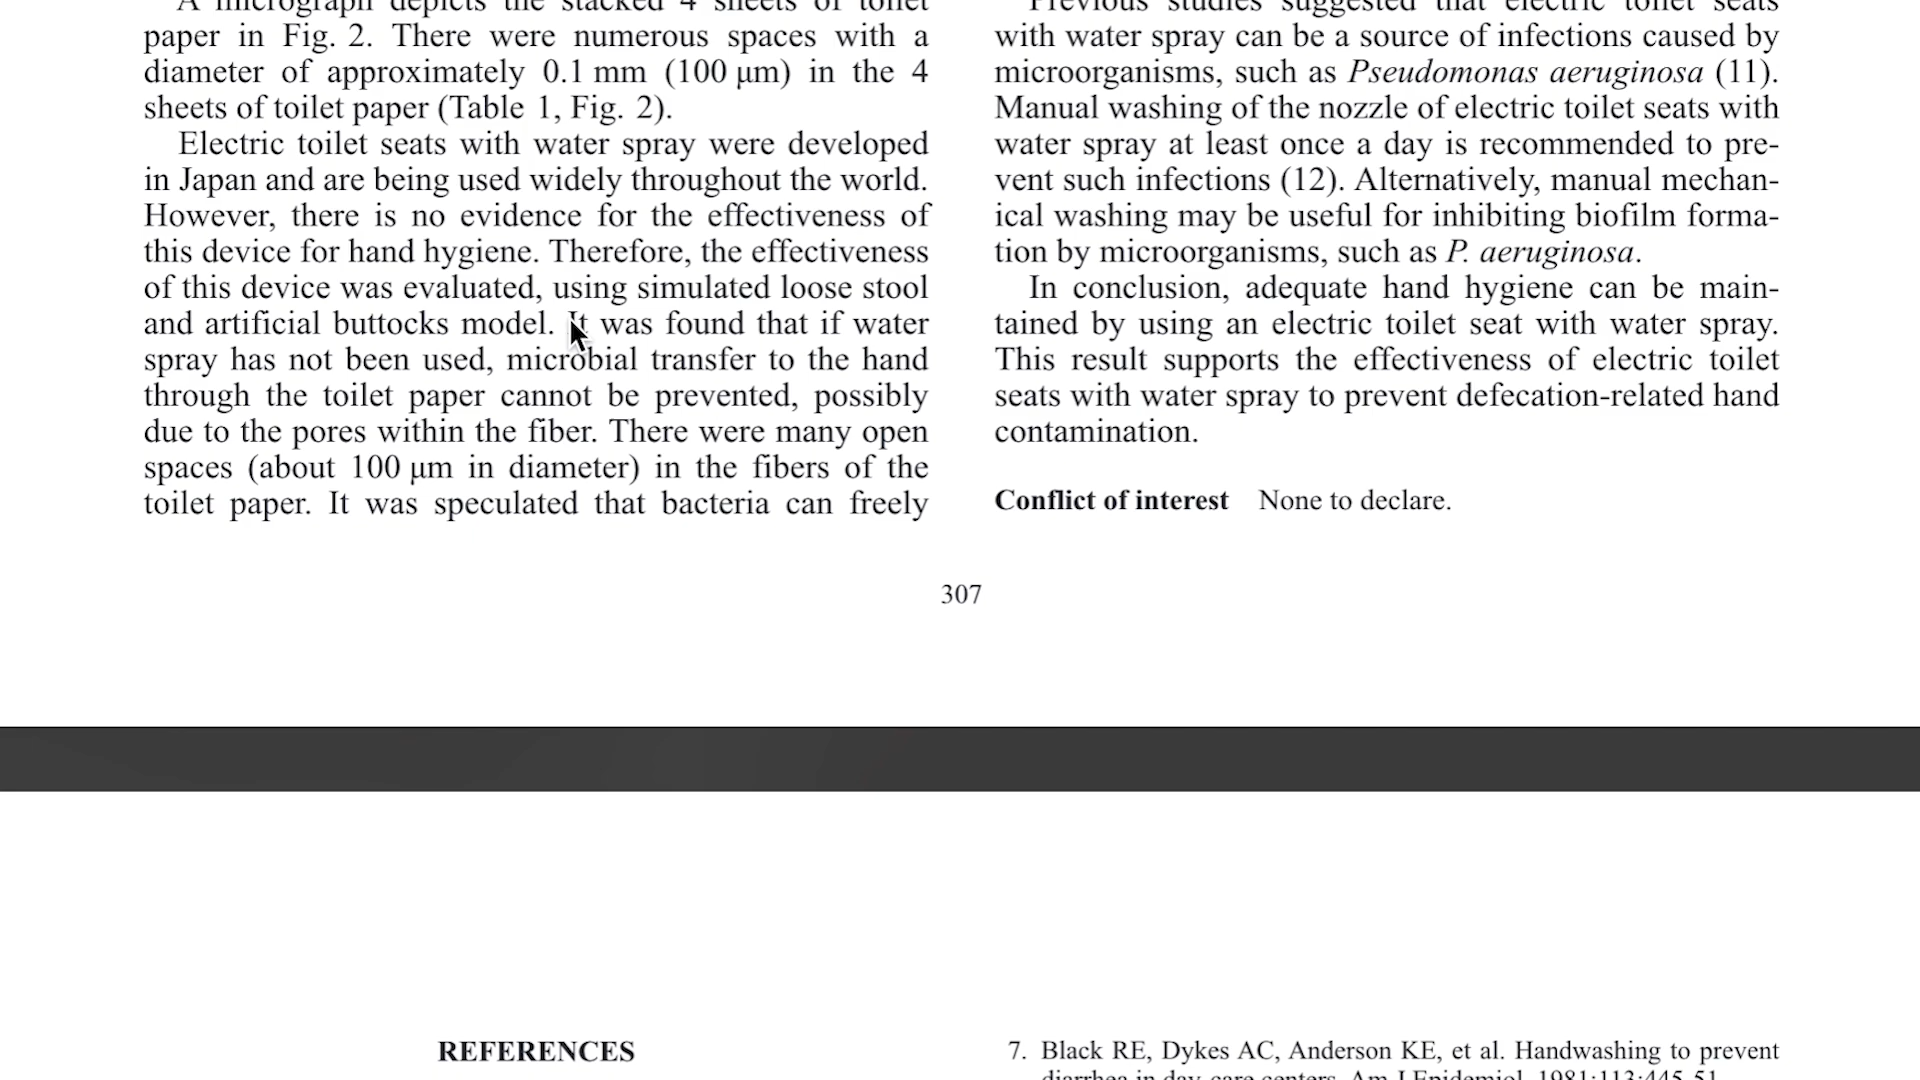 A micrograph depicts the stacked 4 sheets of toilet
paper in Fig. 2. There were numerous spaces with a
diameter of approximately 0.1 mm (100 μm) in the 4
sheets of toilet paper (Table 1, Fig. 2).
Electric toilet seats with water spray were developed
in Japan and are being used widely throughout the world.
However, there is no evidence for the effectiveness of
this device for hand hygiene. Therefore, the effectiveness
of this device was evaluated, using simulated loose stool
and artificial buttocks model. It was found that if water
spray has not been used, microbial transfer to the hand
through the toilet paper cannot be prevented, possibly
due to the pores within the fiber. There were many open
spaces (about 100 μm in diameter) in the fibers of the
toilet paper. It was speculated that bacteria can freely
Previous studies suggested that electric toilet seats
with water spray can be a source of infections caused by
microorganisms, such as Pseudomonas aeruginosa (11).
Manual washing of the nozzle of electric toilet seats with
water spray at least once a day is recommended to pre-
vent such infections (12). Alternatively, manual mechan-
ical washing may be useful for inhibiting biofilm forma-
tion by microorganisms, such as P. aeruginosa.
In conclusion, adequate hand hygiene can be main-
tained by using an electric toilet seat with water spray.
This result supports the effectiveness of electric toilet
seats with water spray to prevent defecation-related hand
contamination.
Conflict of interest None to declare.
307
REFERENCES
7. Black RE, Dykes AC, Anderson KE, et al. Handwashing to prevent
diarrhea in day-care centers. Am J Epidemiol. 1981;113:445-51.